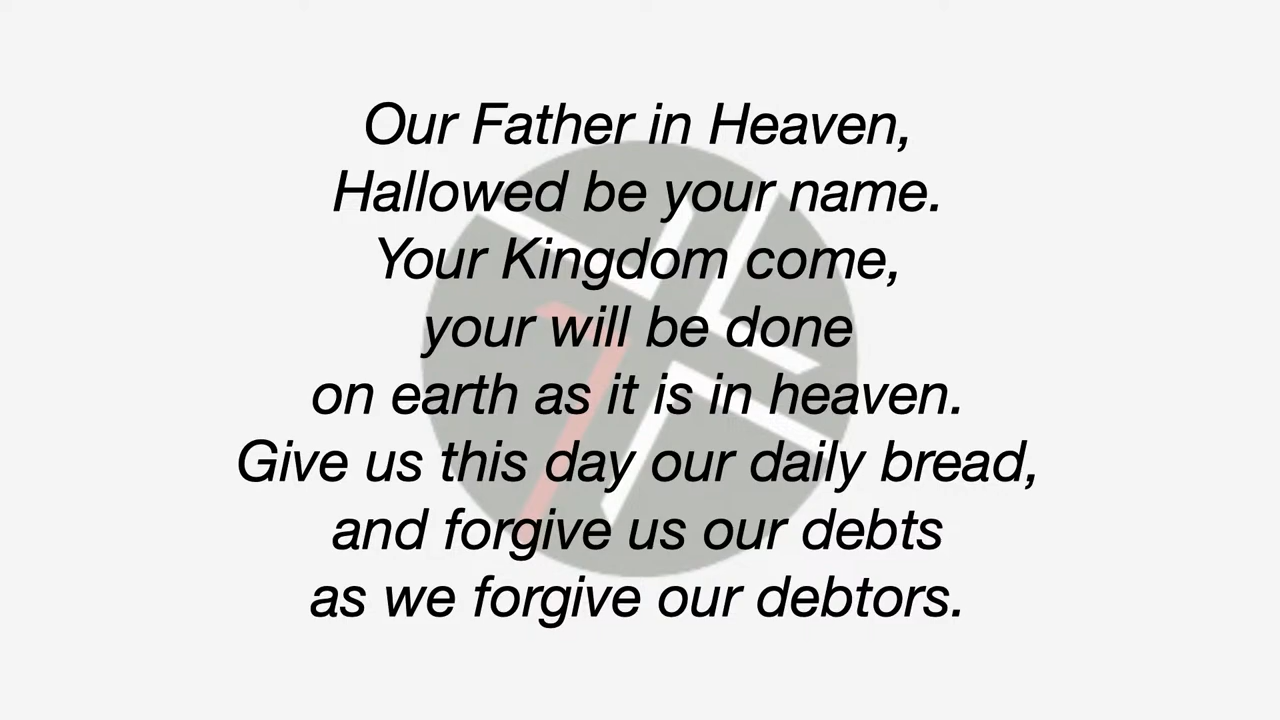 Our Father in Heaven,
Hallowed be your name.
Your Kingdom come,
your will be done
on earth as it is in heaven.
Give us this day our daily bread,
and forgive us our debts
as we forgive our debtors.